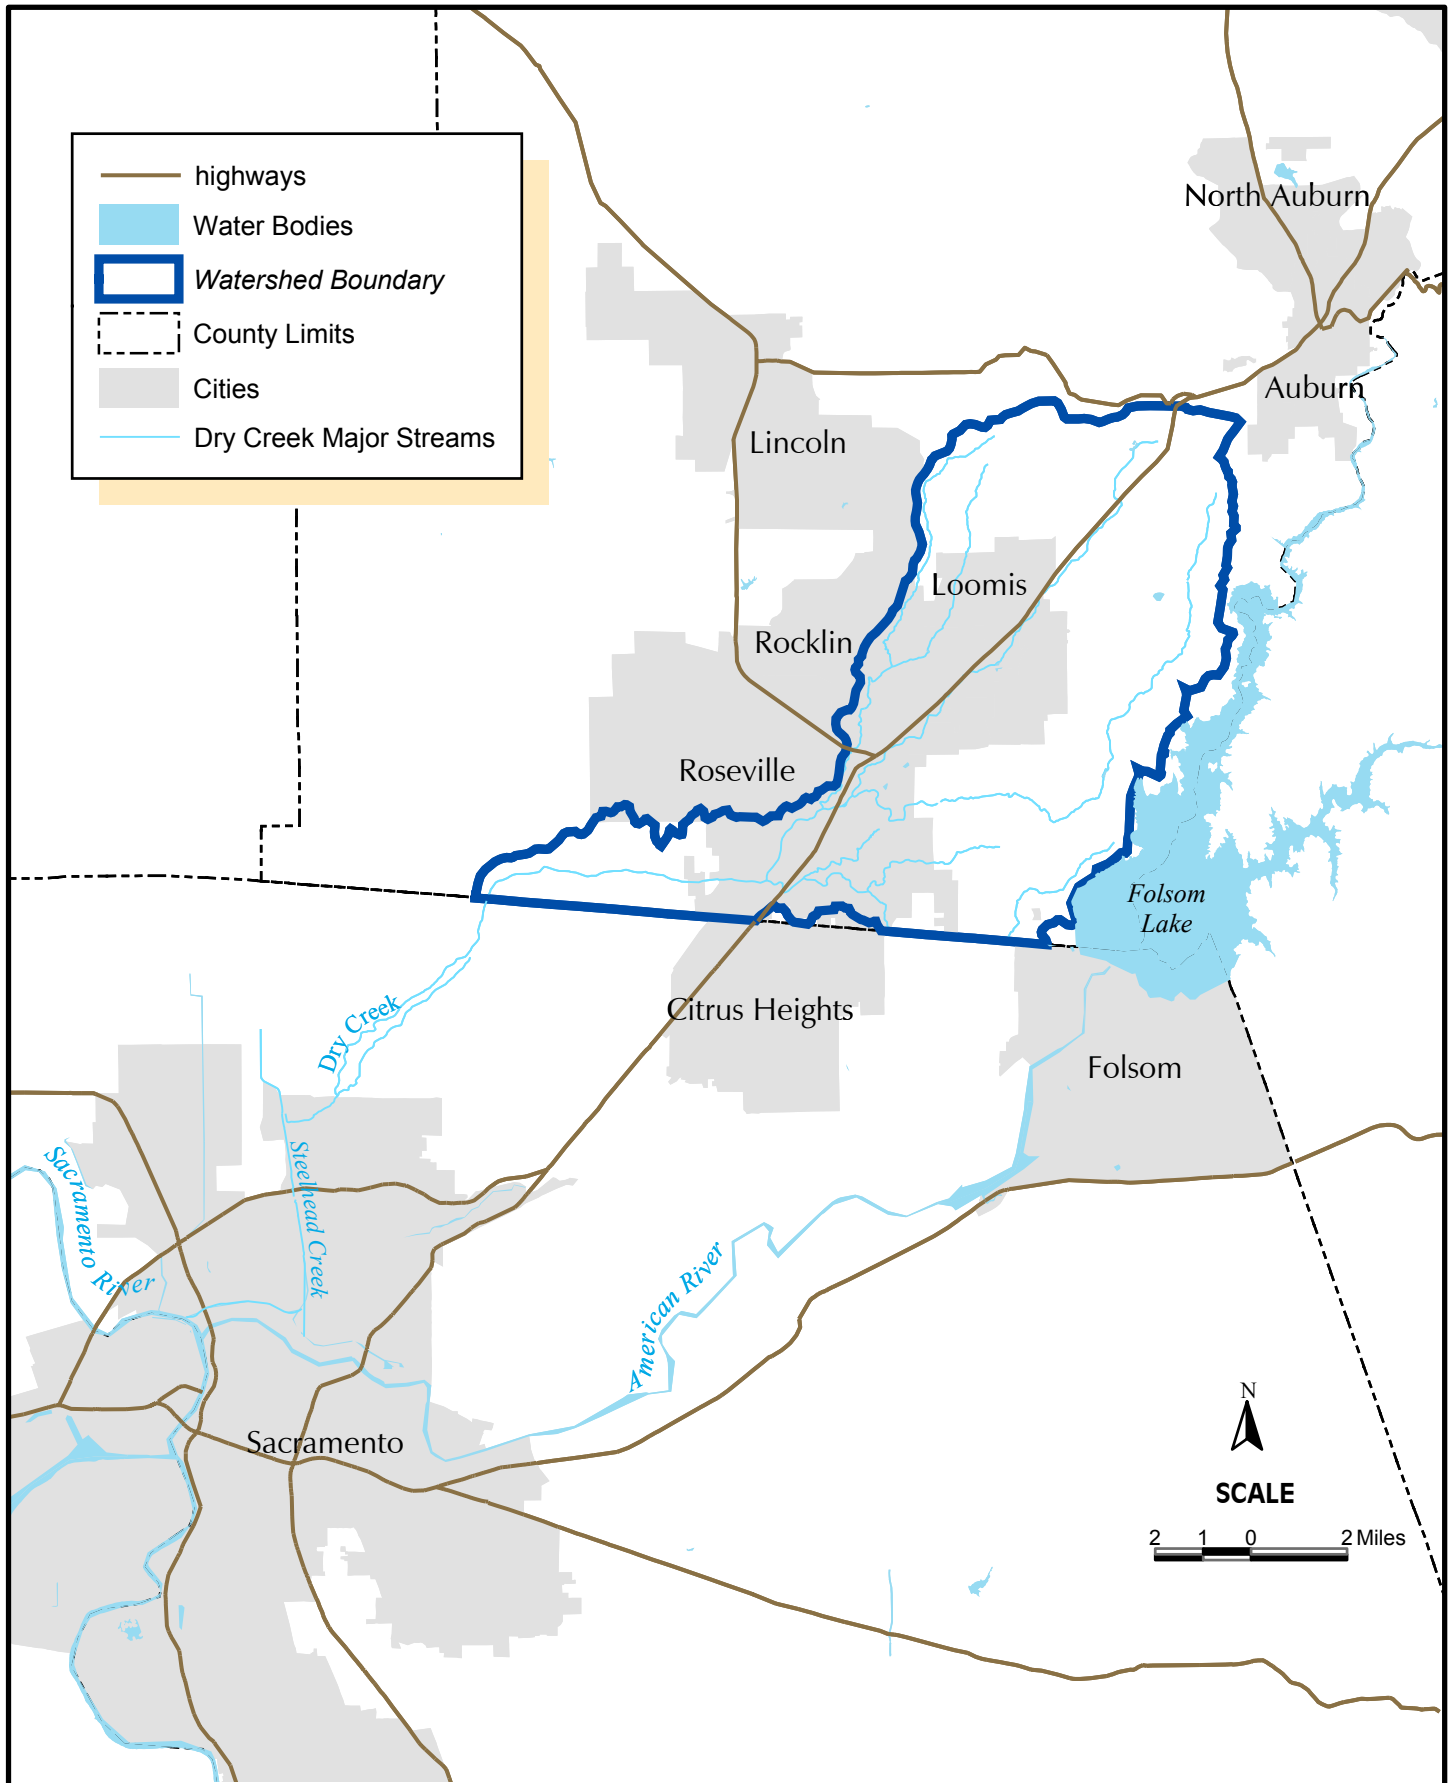 highways
Water Bodies
Watershed Boundary
County Limits
Cities
Dry Creek Major Streams
North Auburn
Auburn
Lincoln
Loomis
Rocklin
Roseville
Folsom
Lake
Citrus Heights
Dry Creek
Folsom
Steelhead Creek
Sacramento River
American River
Sacramento
N
SCALE
2 1 0 2 Miles